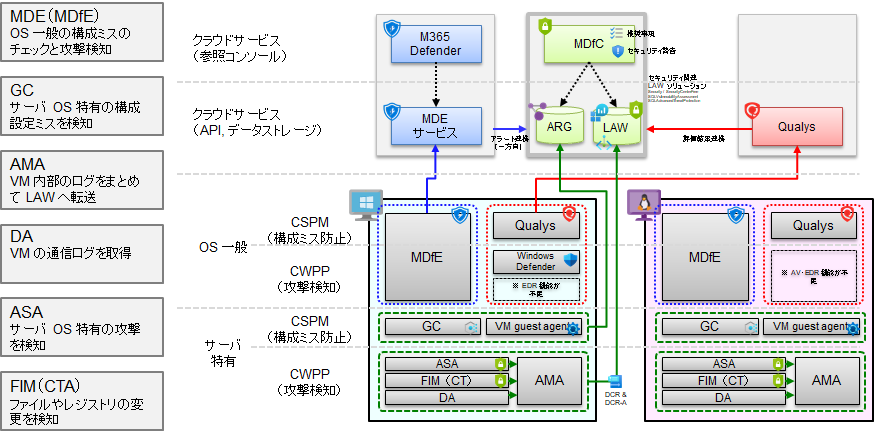 MDE（MDfE）
OS 一般の構成ミスの
チェックと攻撃検知
GC
サーバ OS 特有の構成
設定ミスを検知
AMA
VM 内部のログをまとめ
て LAW へ転送
DA
VM の通信ログを取得
ASA
サーバ OS 特有の攻撃
を検知
FIM（CTA）
ファイルやレジストリの変
更を検知
クラウドサービス
（参照コンソール）
M365
Defender
MDfC
推奨事項
セキュリティ警告
クラウドサービス
（API, データストレージ）
MDE
サービス
アラート連携
（一方向）
ARG
LAW
セキュリティ関連
LAW ソリューション
Qualys
評価結果連携
OS 一般
CSPM
（構成ミス防止）
CWPP
（攻撃検知）
サーバ
特有
CSPM
（構成ミス防止）
CWPP
（攻撃検知）
MDfE
Qualys
Windows
Defender
※ EDR 機能が
不足
GC
VM guest agent
ASA
FIM（CT）
DA
AMA
DCR &
DCR-A
MDfE
Qualys
※ AV・EDR 機能が不
足
GC
VM guest agent
ASA
FIM（CT）
DA
AMA